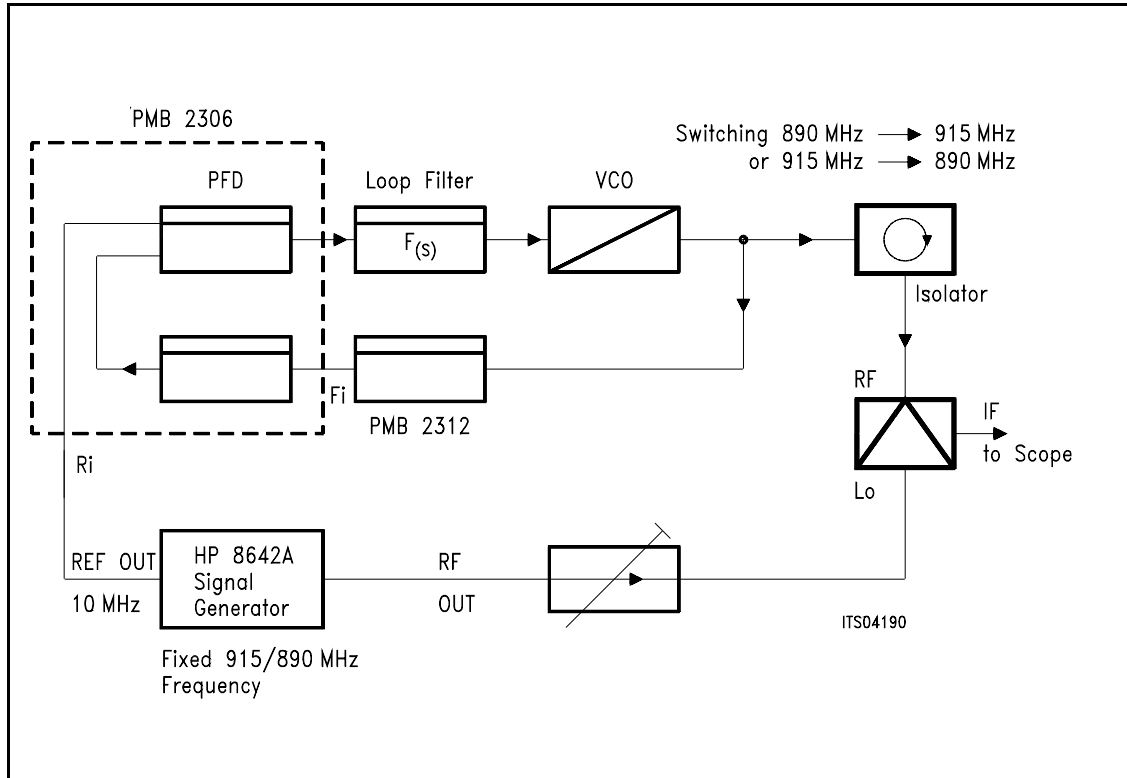 PMB 2306
Switching 890 MHz 915 MHz
or 915 MHz 890 MHz
PFD
Loop Filter
VCO
F(s)
Isolator
RF
Fi
PMB 2312
IF
to Scope
Ri
Lo
REF OUT
10 MHz
HP 8642A
Signal
Generator
RF
OUT
ITS04190
Fixed 915/890 MHz
Frequency